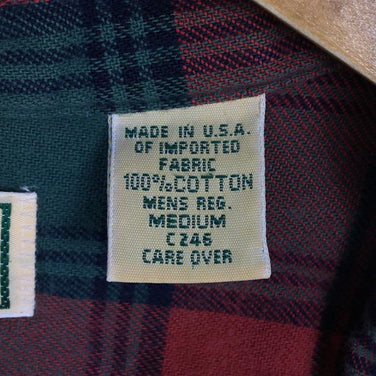 MADE IN U.S.A.
OF IMPORTED
FABRIC
100% COTTON
MENS REG.
MEDIUM
C246
CARE OVER